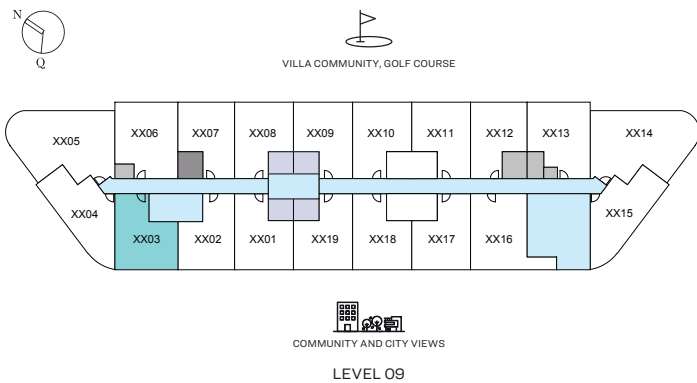 N
Q
VILLA COMMUNITY, GOLF COURSE
XX05 XX06 XX07 XX08 XX09 XX10 XX11 XX12 XX13 XX14
XX04 XX03 XX02 XX01 XX19 XX18 XX17 XX16 XX15
COMMUNITY AND CITY VIEWS
LEVEL 09